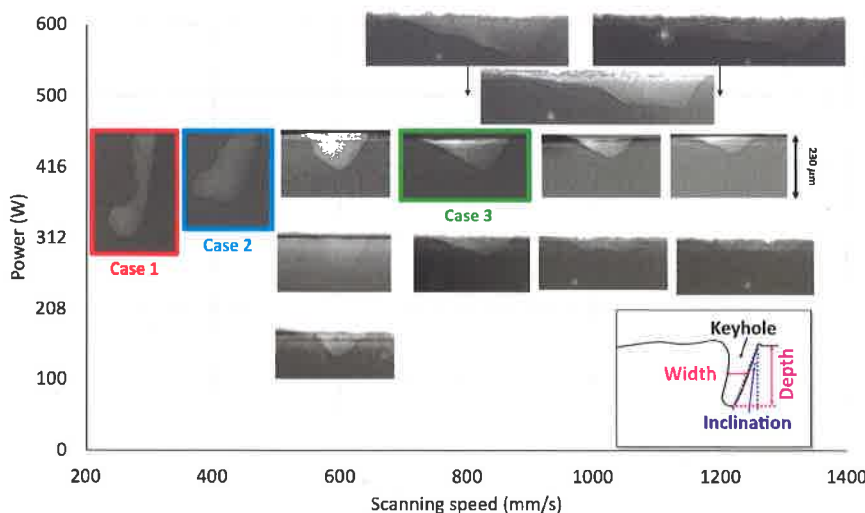 600
500
416
312
208
100
0
Power (W)
200
400
600
800
1000
1200
1400
Scanning speed (mm/s)
Case 1
Case 2
Case 3
230 µm
Keyhole
Width
Depth
Inclination